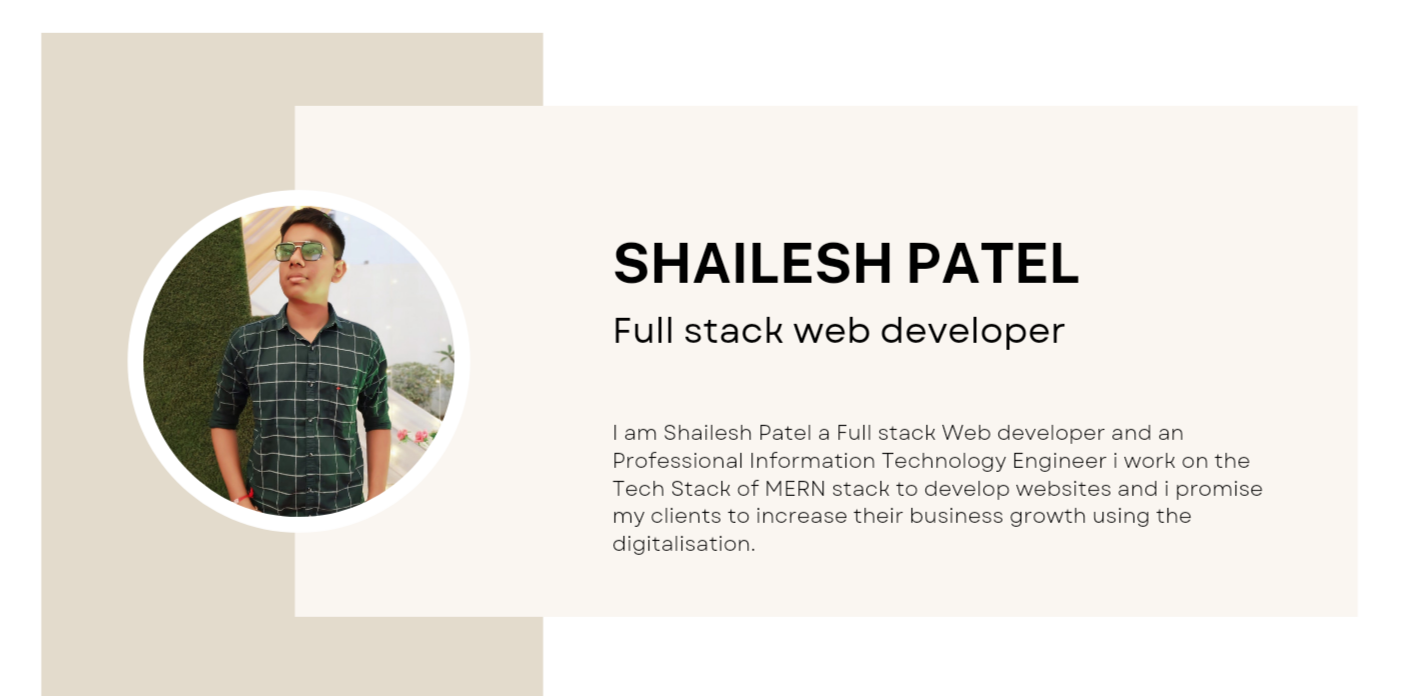 SHAILESH PATEL
Full stack web developer
I am Shailesh Patel a Full stack Web developer and an
Professional Information Technology Engineer i work on the
Tech Stack of MERN stack to develop websites and i promise
my clients to increase their business growth using the
digitalisation.